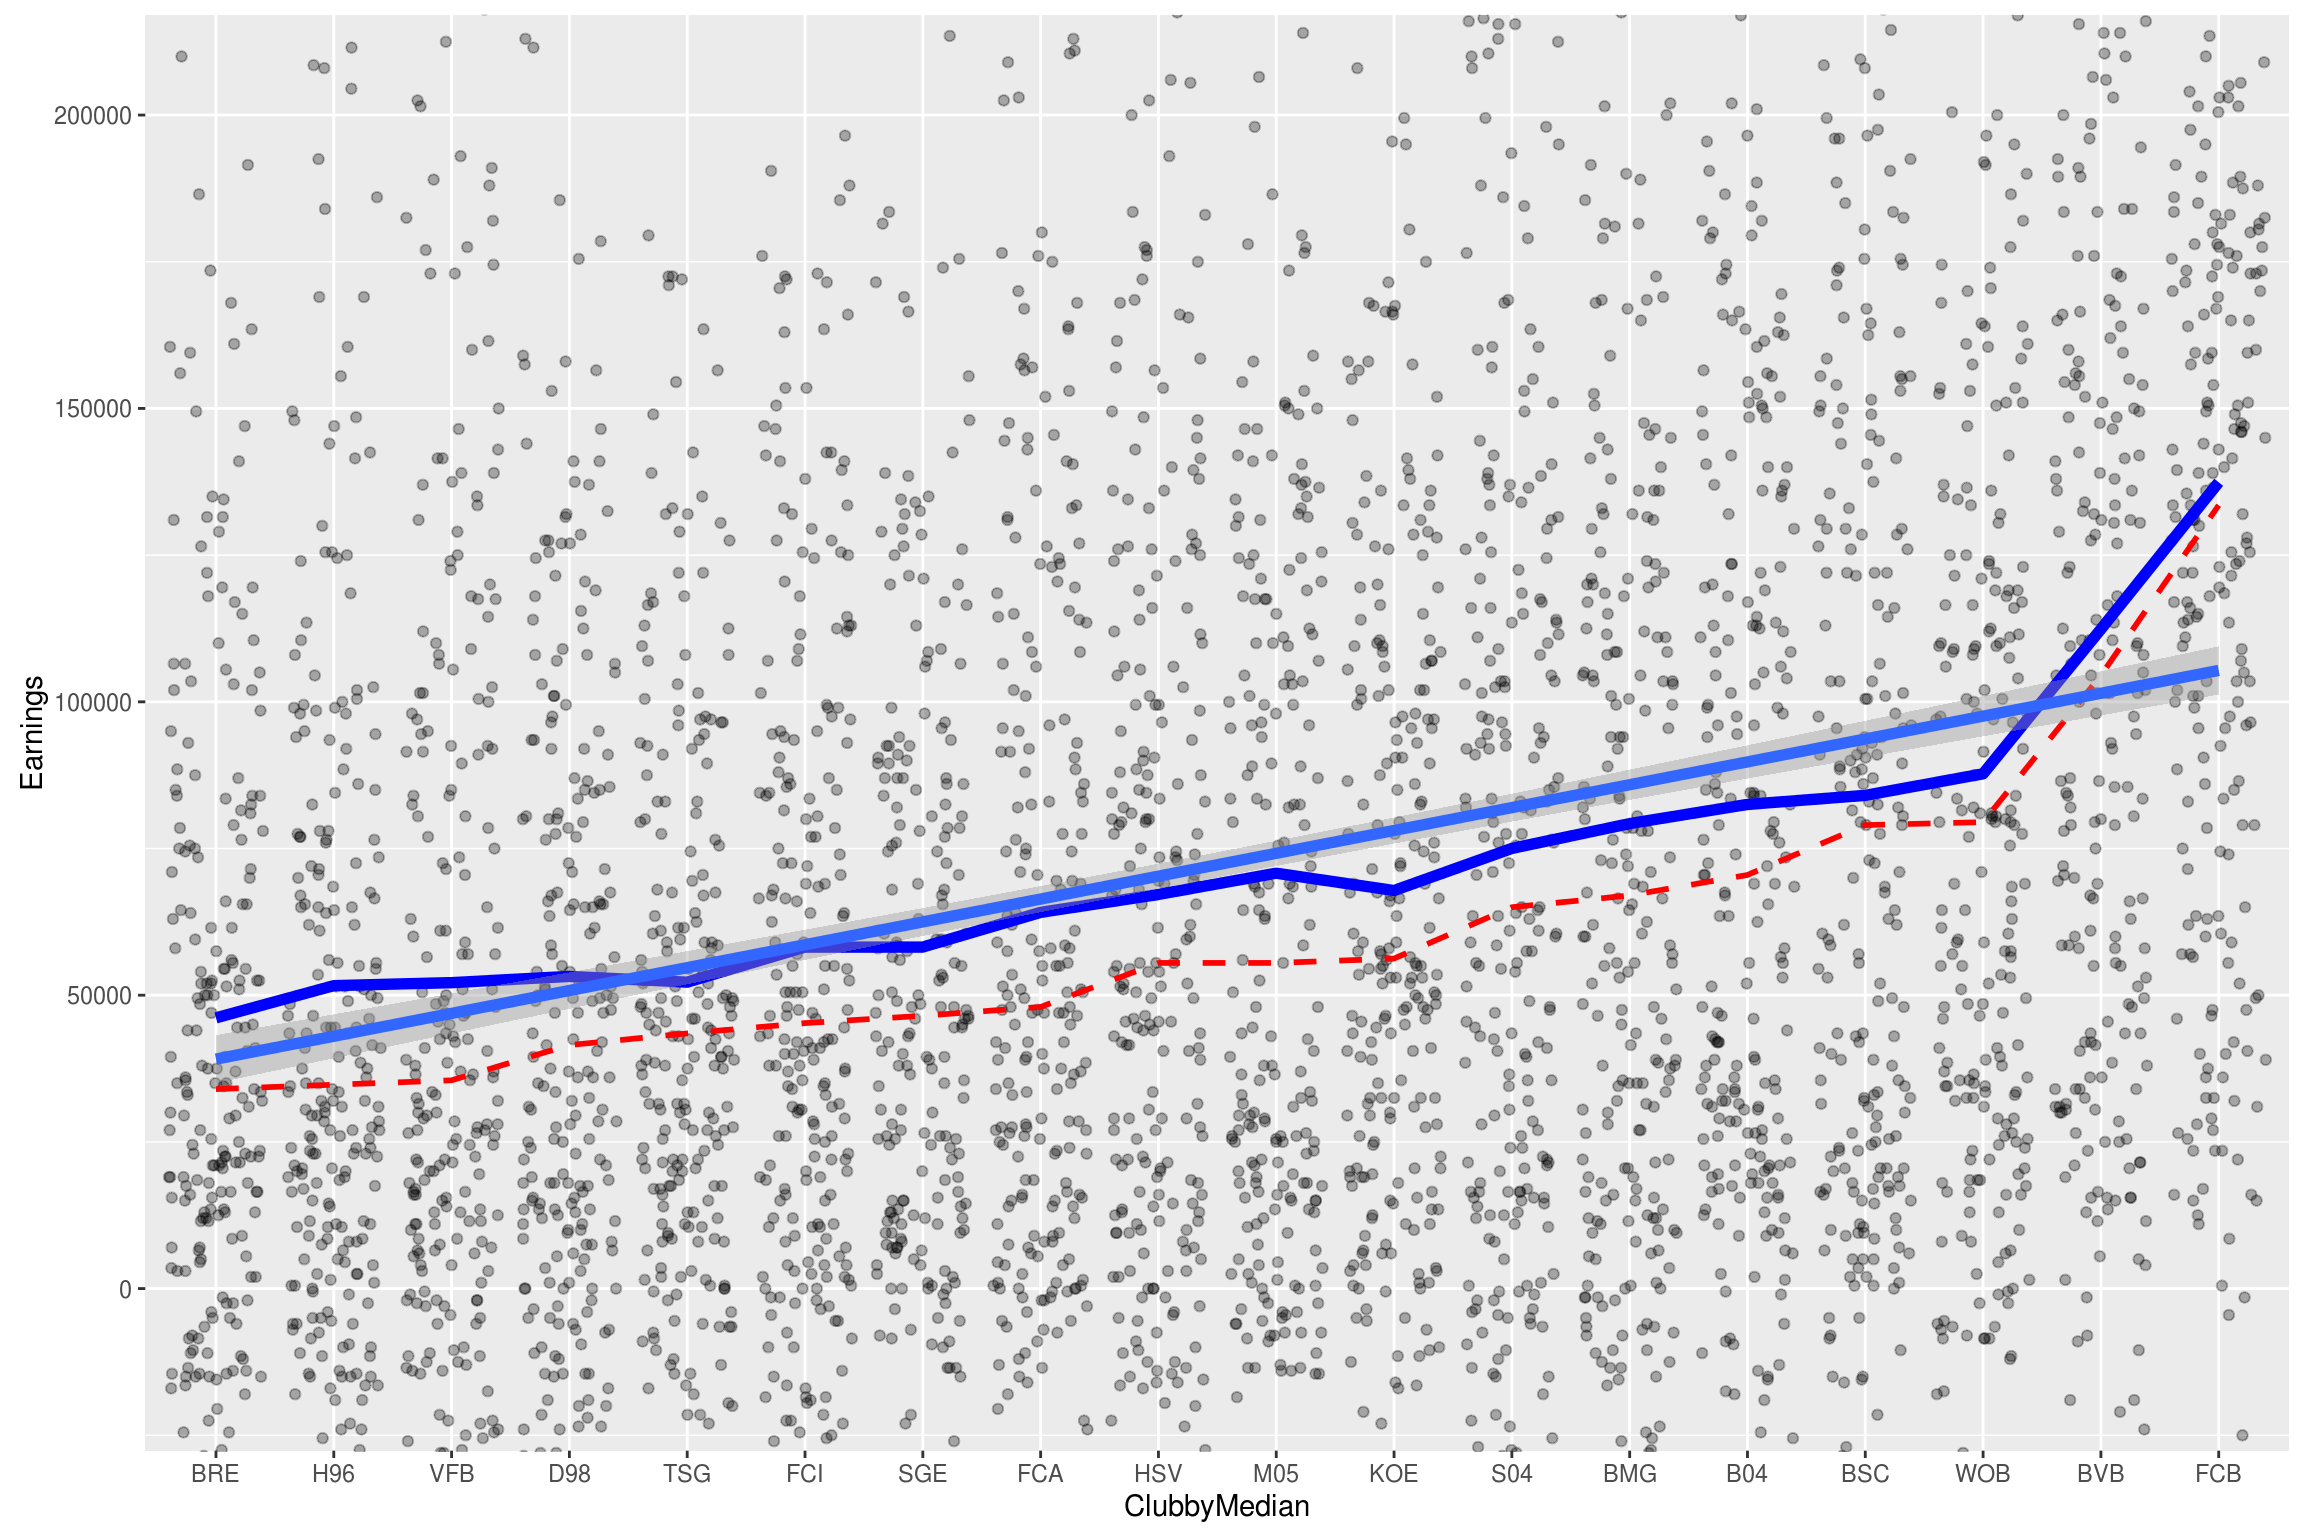 200000
150000
100000
50000
0
Earnings
BRE H96 VFB D98 TSG FCI SGE FCA HSV M05 KOE S04 BMG B04 BSC WOB BVB FCB
ClubbyMedian